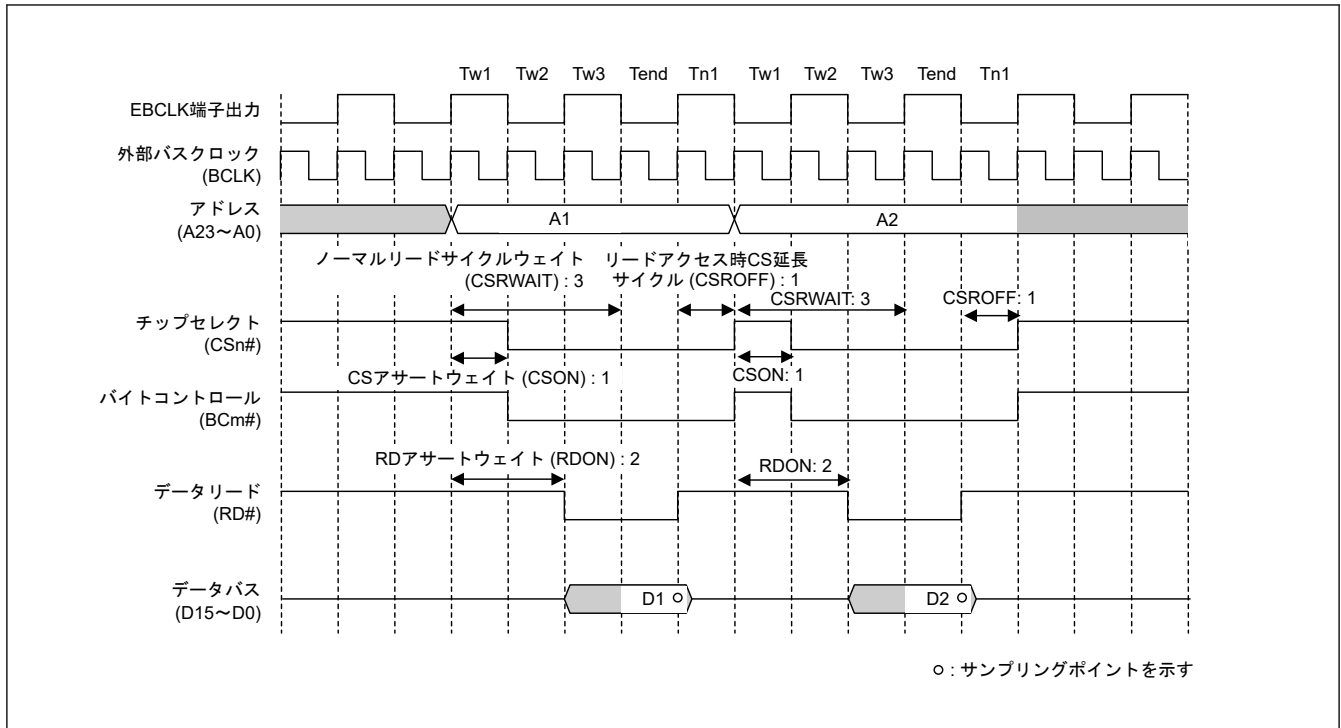 Tw1 Tw2 Tw3 Tend Tn1 Tw1 Tw2 Tw3 Tend Tn1
EBCLK端子出力
外部バスクロック
(BCLK)
アドレス
(A23～A0)
A1
A2
ノーマルリードサイクルウェイト
(CSRWAIT) : 3
リードアクセス時CS延長
サイクル (CSROFF) : 1
CSRWAIT: 3
CSROFF: 1
チップセレクト
(CSn#)
CSアサートウェイト (CSON) : 1
CSON: 1
バイトコントロール
(BCm#)
RDアサートウェイト (RDON) : 2
RDON: 2
データリード
(RD#)
データバス
(D15～D0)
D1
D2
: サンプリングポイントを示す